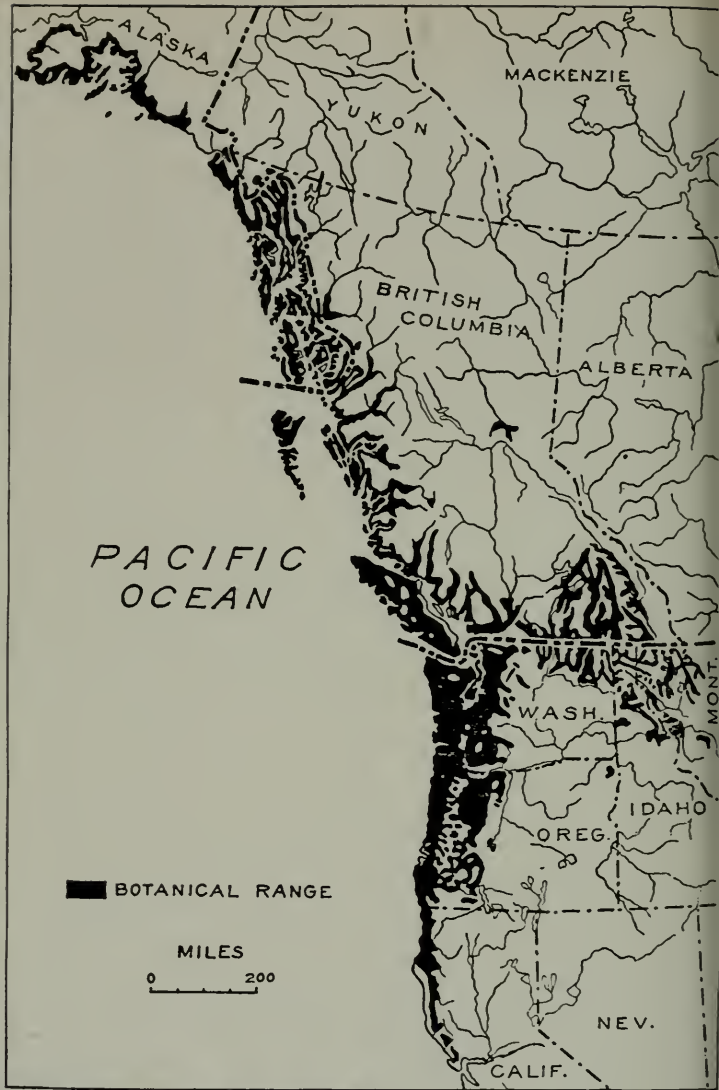 ALASKA
MACKENZIE
YUKON
BRITISH
COLUMBIA
ALBERTA
PACIFIC
OCEAN
MONT.
WASH.
IDAHO
OREG.
BOTANICAL RANGE
MILES
0 200
NEV.
CALIF.